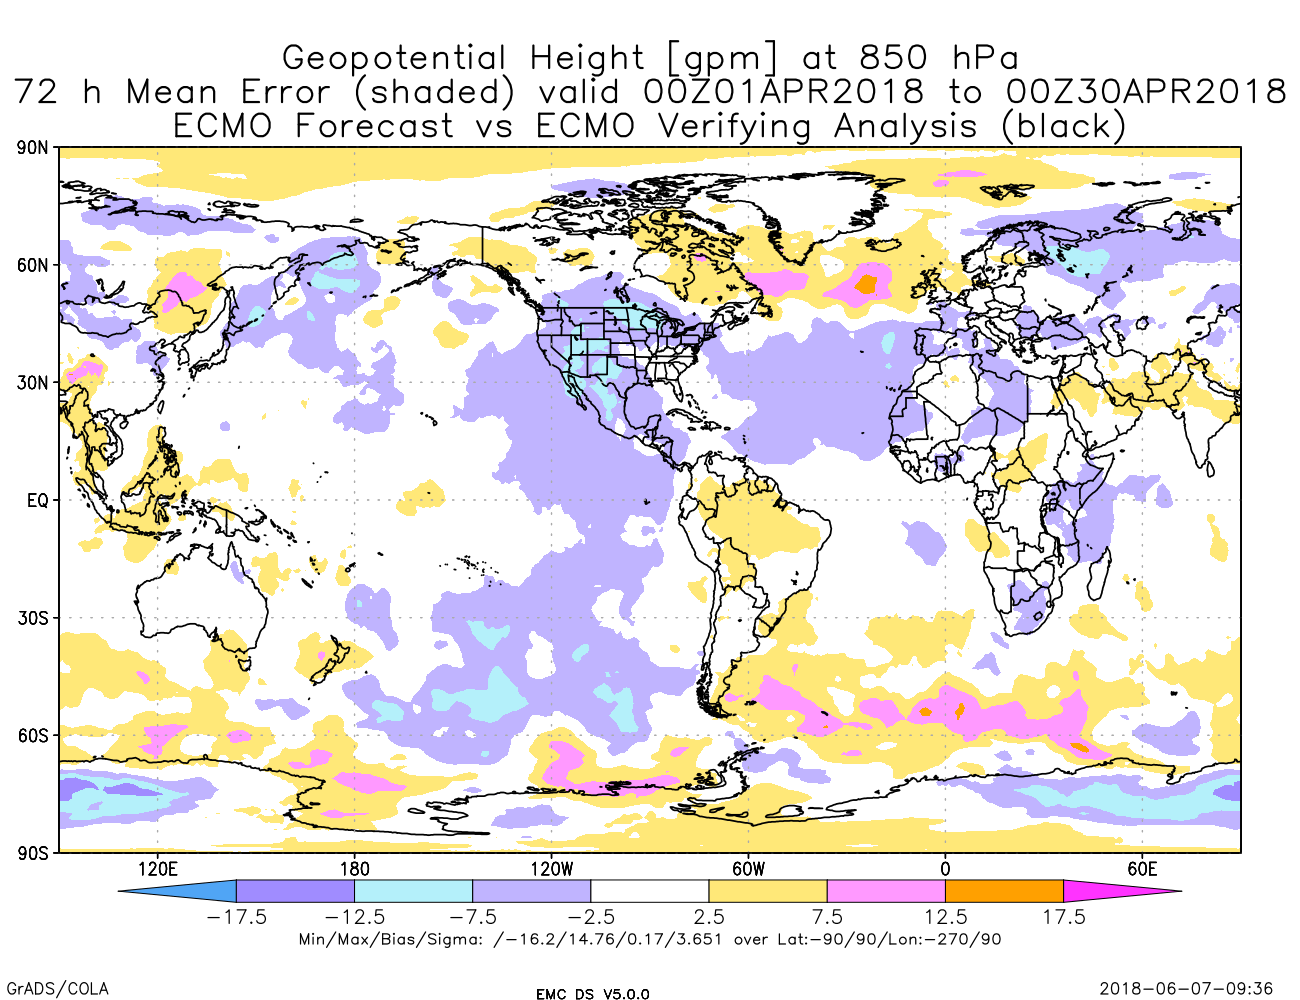 Geopotential Height [gpm] at 850 hPa
72 h Mean Error (shaded) valid 00Z01APR2018 to 00Z30APR2018
ECMO Forecast vs ECMO Verifying Analysis (black)
90N
60N
30N
EQ
30S
60S
90S
120E 180 120W 60W 0 60E
-17.5 -12.5 -7.5 -2.5 2.5 7.5 12.5 17.5
Min/Max/Bias/Sigma: /-16.2/14.76/0.17/3.651 over Lat:-90/90/Lon:-270/90
GrADS/COLA
EMC DS V5.0.0
2018-06-07-09:36